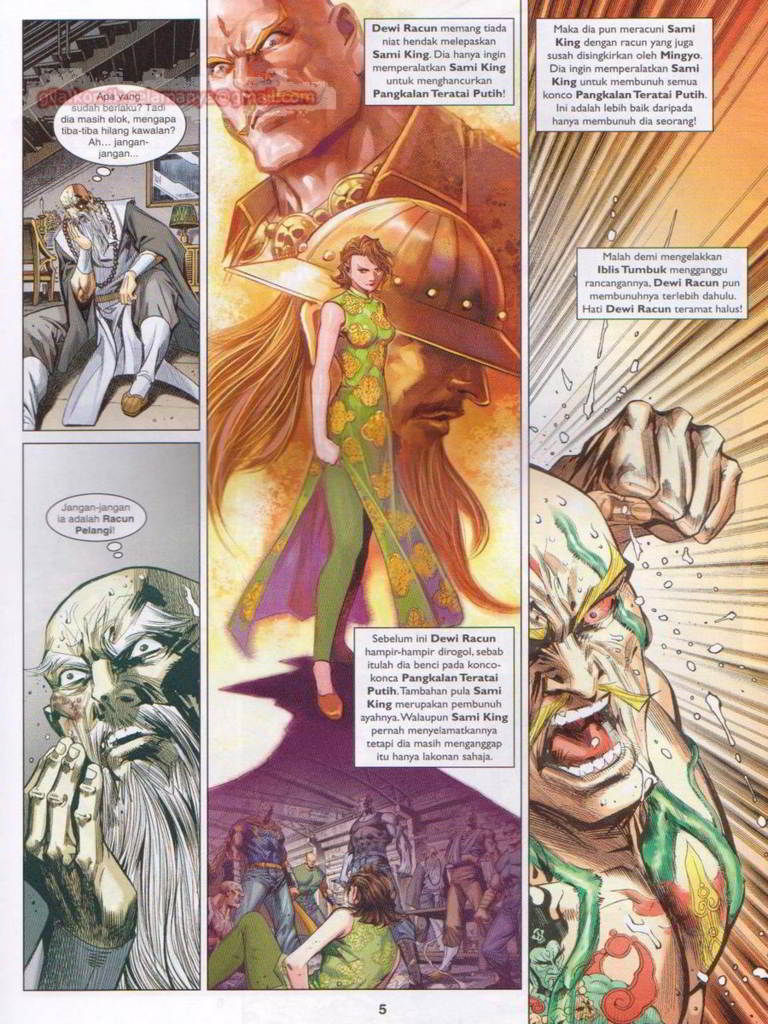 Apa yang
sudah berlaku? Tadi
dia masih elok, mengapa
tiba-tiba hilang kawalan?
Ah... jangan-
jangan...
Jangan-jangan
ia adalah Racun
Pelangi!
Dewi Racun memang tiada
niat hendak melepaskan
Sami King. Dia hanya ingin
memperalatkan Sami King
untuk menghancurkan
Pangkalan Teratai Putih!
Sebelum ini Dewi Racun
hampir-hampir dirogol, sebab
itulah dia benci pada konco-
konca Pangkalan Teratai
Putih. Tambahan pula Sami
King merupakan pembunuh
ayahnya. Walaupun Sami King
pernah menyelamatkannya
tetapi dia masih menganggap
itu hanya lakonan sahaja.
Maka dia pun meracuni Sami
King dengan racun yang juga
susah disingkirkan oleh Mingyo.
Dia ingin memperalatkan Sami
King untuk membunuh semua
konco Pangkalan Teratai Putih.
Ini adalah lebih baik daripada
hanya membunuh dia seorang!
Malah demi mengelakkan
Iblis Tumbuk mengganggu
rancangannya, Dewi Racun pun
membunuhnya terlebih dahulu.
Hati Dewi Racun teramat halus!
5